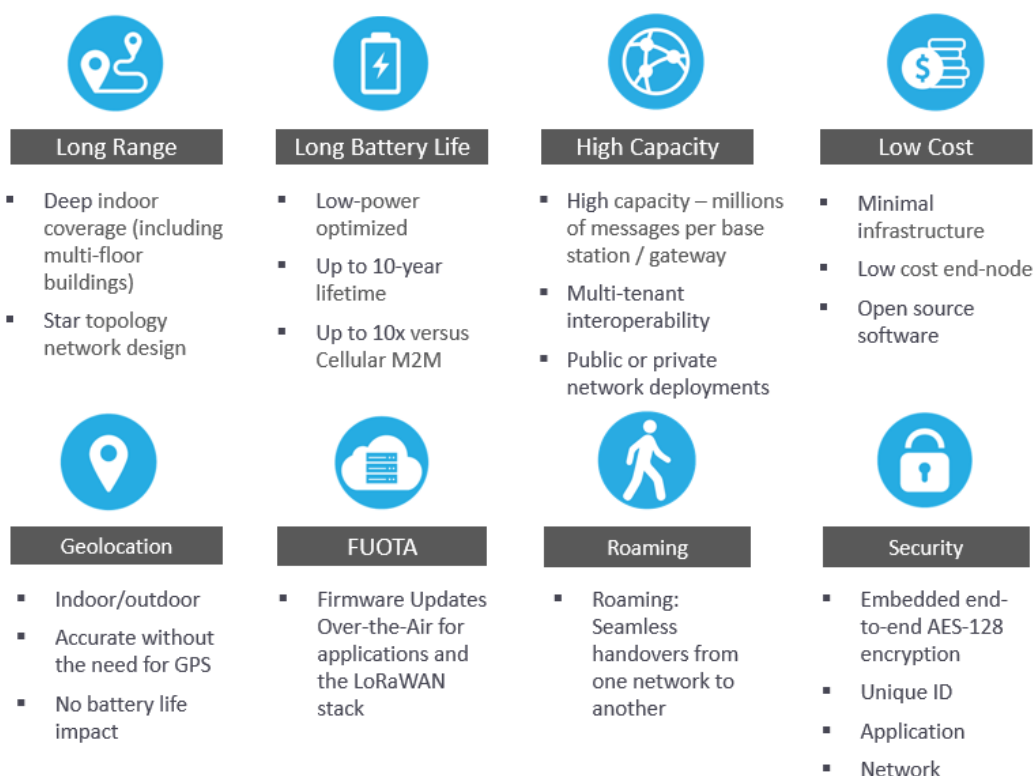 Long Range
▪ Deep indoor
coverage (including
multi-floor
buildings)
▪ Star topology
network design
Long Battery Life
▪ Low-power
optimized
▪ Up to 10-year
lifetime
▪ Up to 10x versus
Cellular M2M
High Capacity
▪ High capacity – millions
of messages per base
station / gateway
▪ Multi-tenant
interoperability
▪ Public or private
network deployments
$
Low Cost
▪ Minimal
infrastructure
▪ Low cost end-node
▪ Open source
software
Geolocation
▪ Indoor/outdoor
▪ Accurate without
the need for GPS
▪ No battery life
impact
FUOTA
▪ Firmware Updates
Over-the-Air for
applications and
the LoRaWAN
stack
Roaming
▪ Roaming:
Seamless
handovers from
one network to
another
Security
▪ Embedded end-
to-end AES-128
encryption
▪ Unique ID
▪ Application
▪ Network